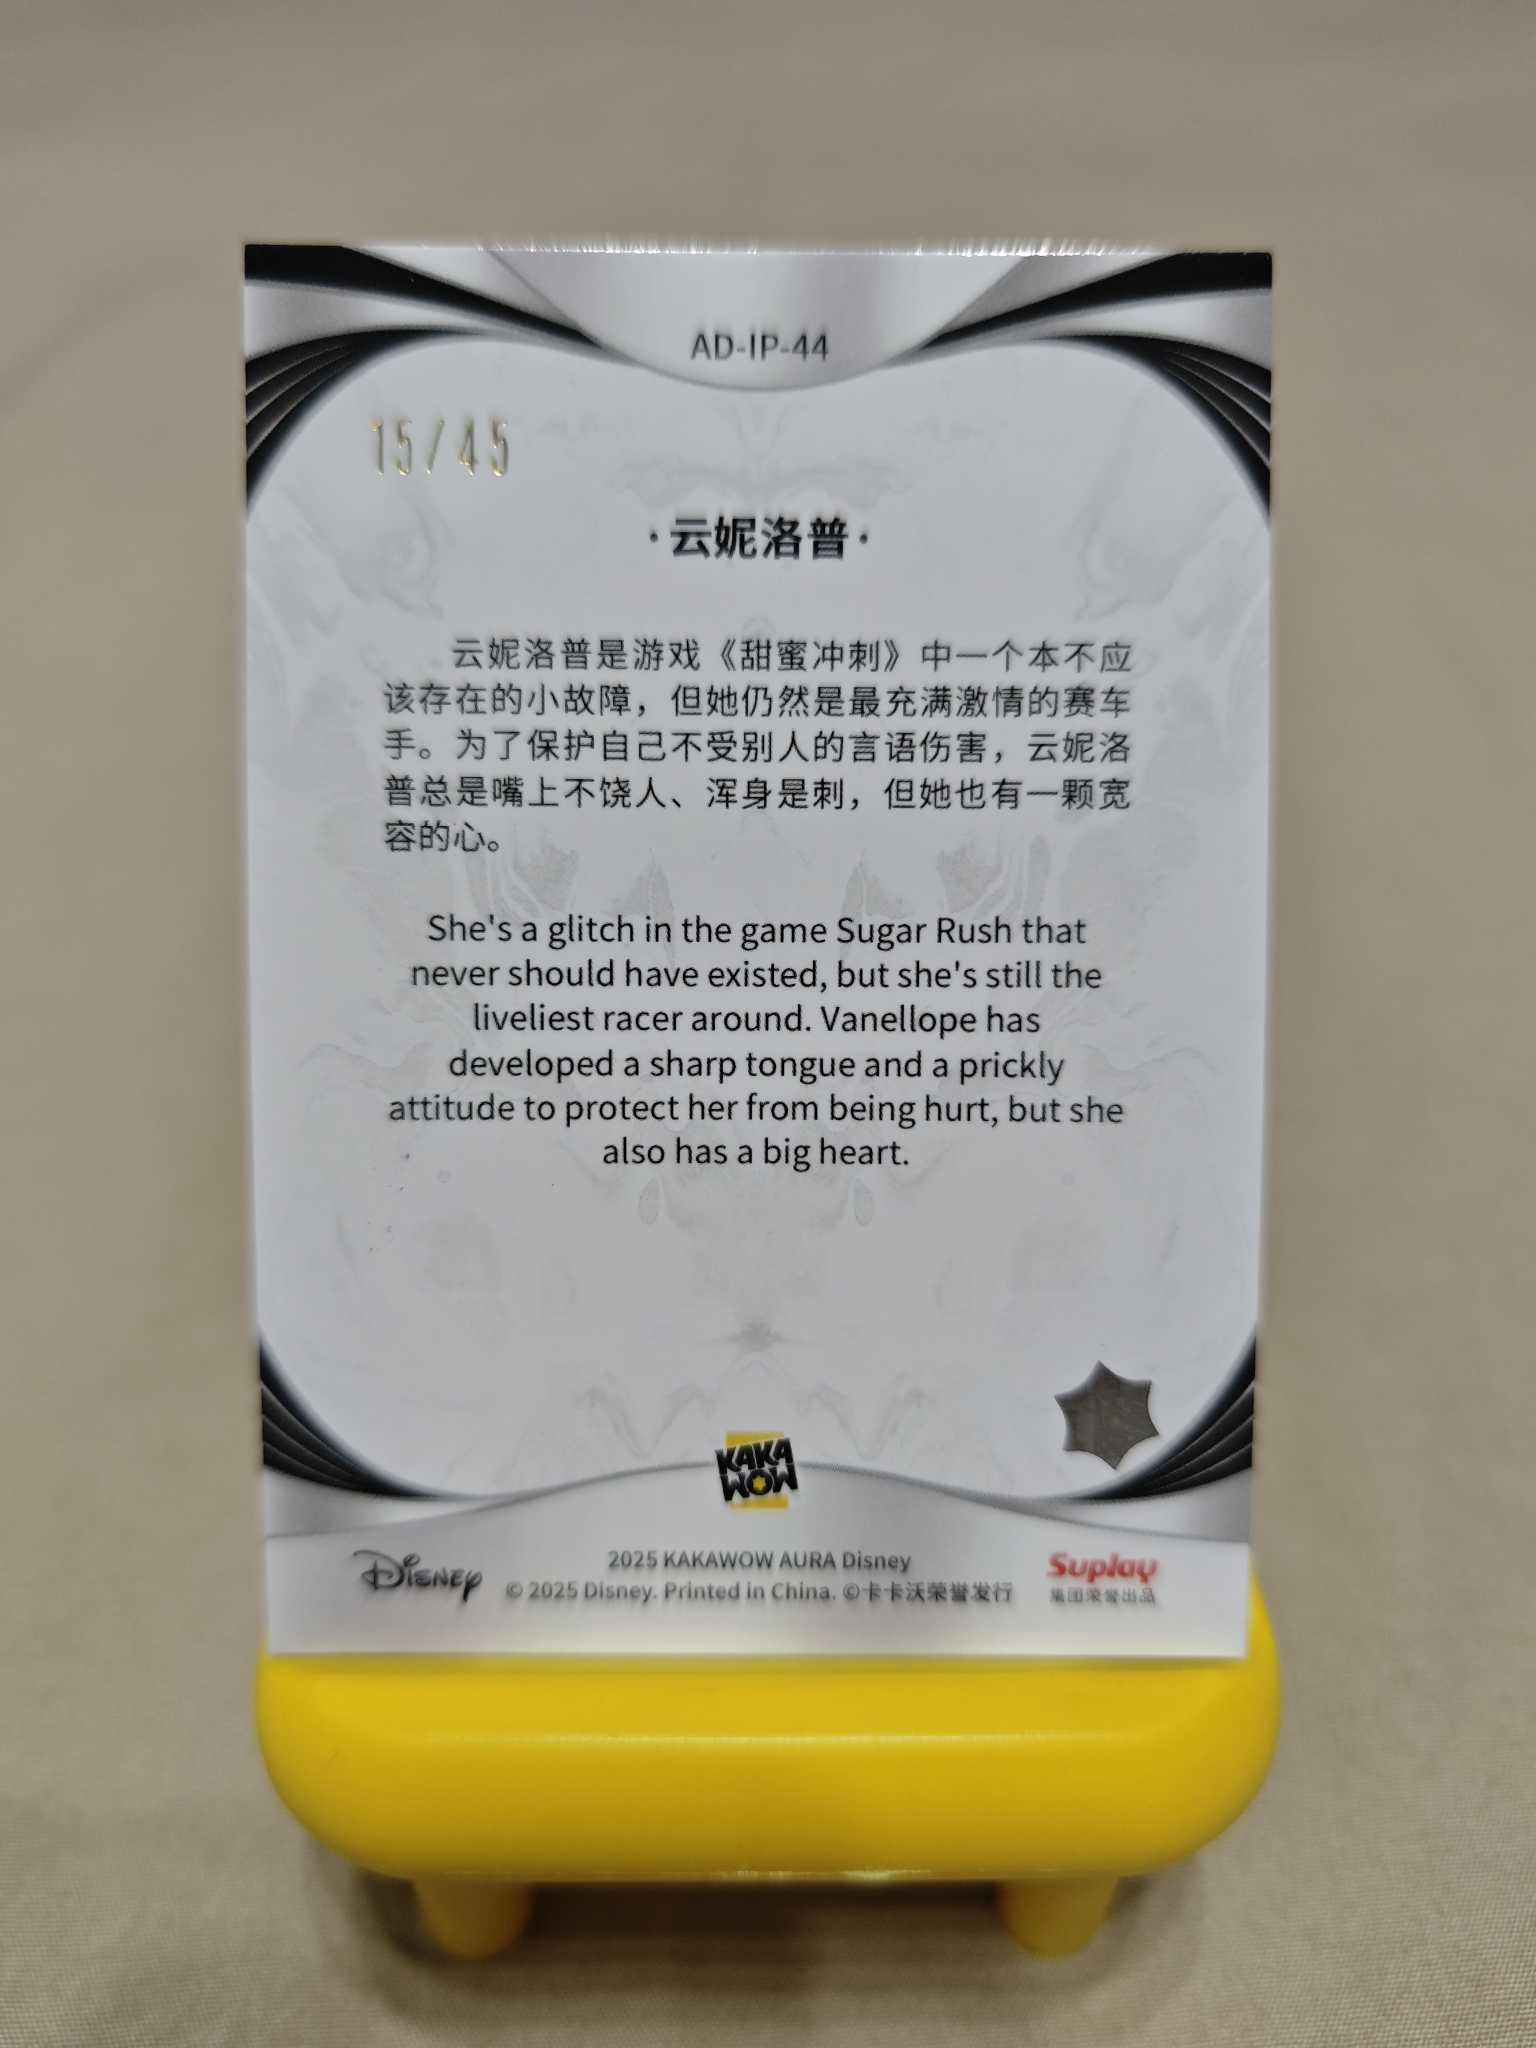 AD-IP-44
15/45
·云妮洛普·
云妮洛普是游戏《甜蜜冲刺》中一个本不应
该存在的小故障，但她仍然是最充满激情的赛车
手。为了保护自己不受别人的言语伤害，云妮洛
普总是嘴上不饶人、浑身是刺，但她也有一颗宽
容的心。
She's a glitch in the game Sugar Rush that
never should have existed, but she's still the
liveliest racer around. Vanellope has
developed a sharp tongue and a prickly
attitude to protect her from being hurt, but she
also has a big heart.
KAKA
WOW
Disney
2025 KAKAWOW AURA Disney
© 2025 Disney. Printed in China. ©卡卡沃荣誉发行
Suplay
集团荣誉出品